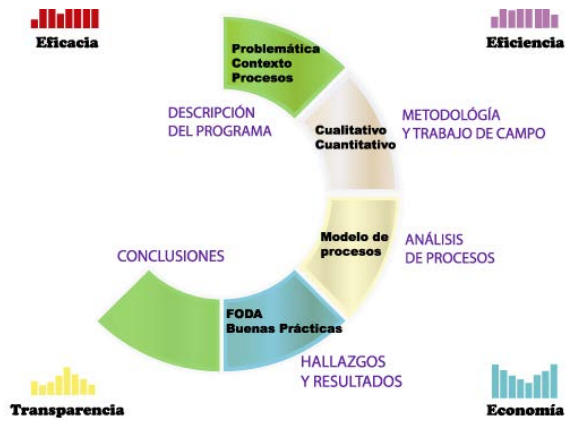 Eficacia
Eficiencia
Problemática
Contexto
Procesos
DESCRIPCIÓN
DEL PROGRAMA
Cualitativo
Cuantitativo
METODOLÓGÍA
Y TRABAJO DE CAMPO
Modelo de
procesos
ANÁLISIS
DE PROCESOS
CONCLUSIONES
FODA
Buenas Prácticas
HALLAZGOS
Y RESULTADOS
Transparencia
Economía